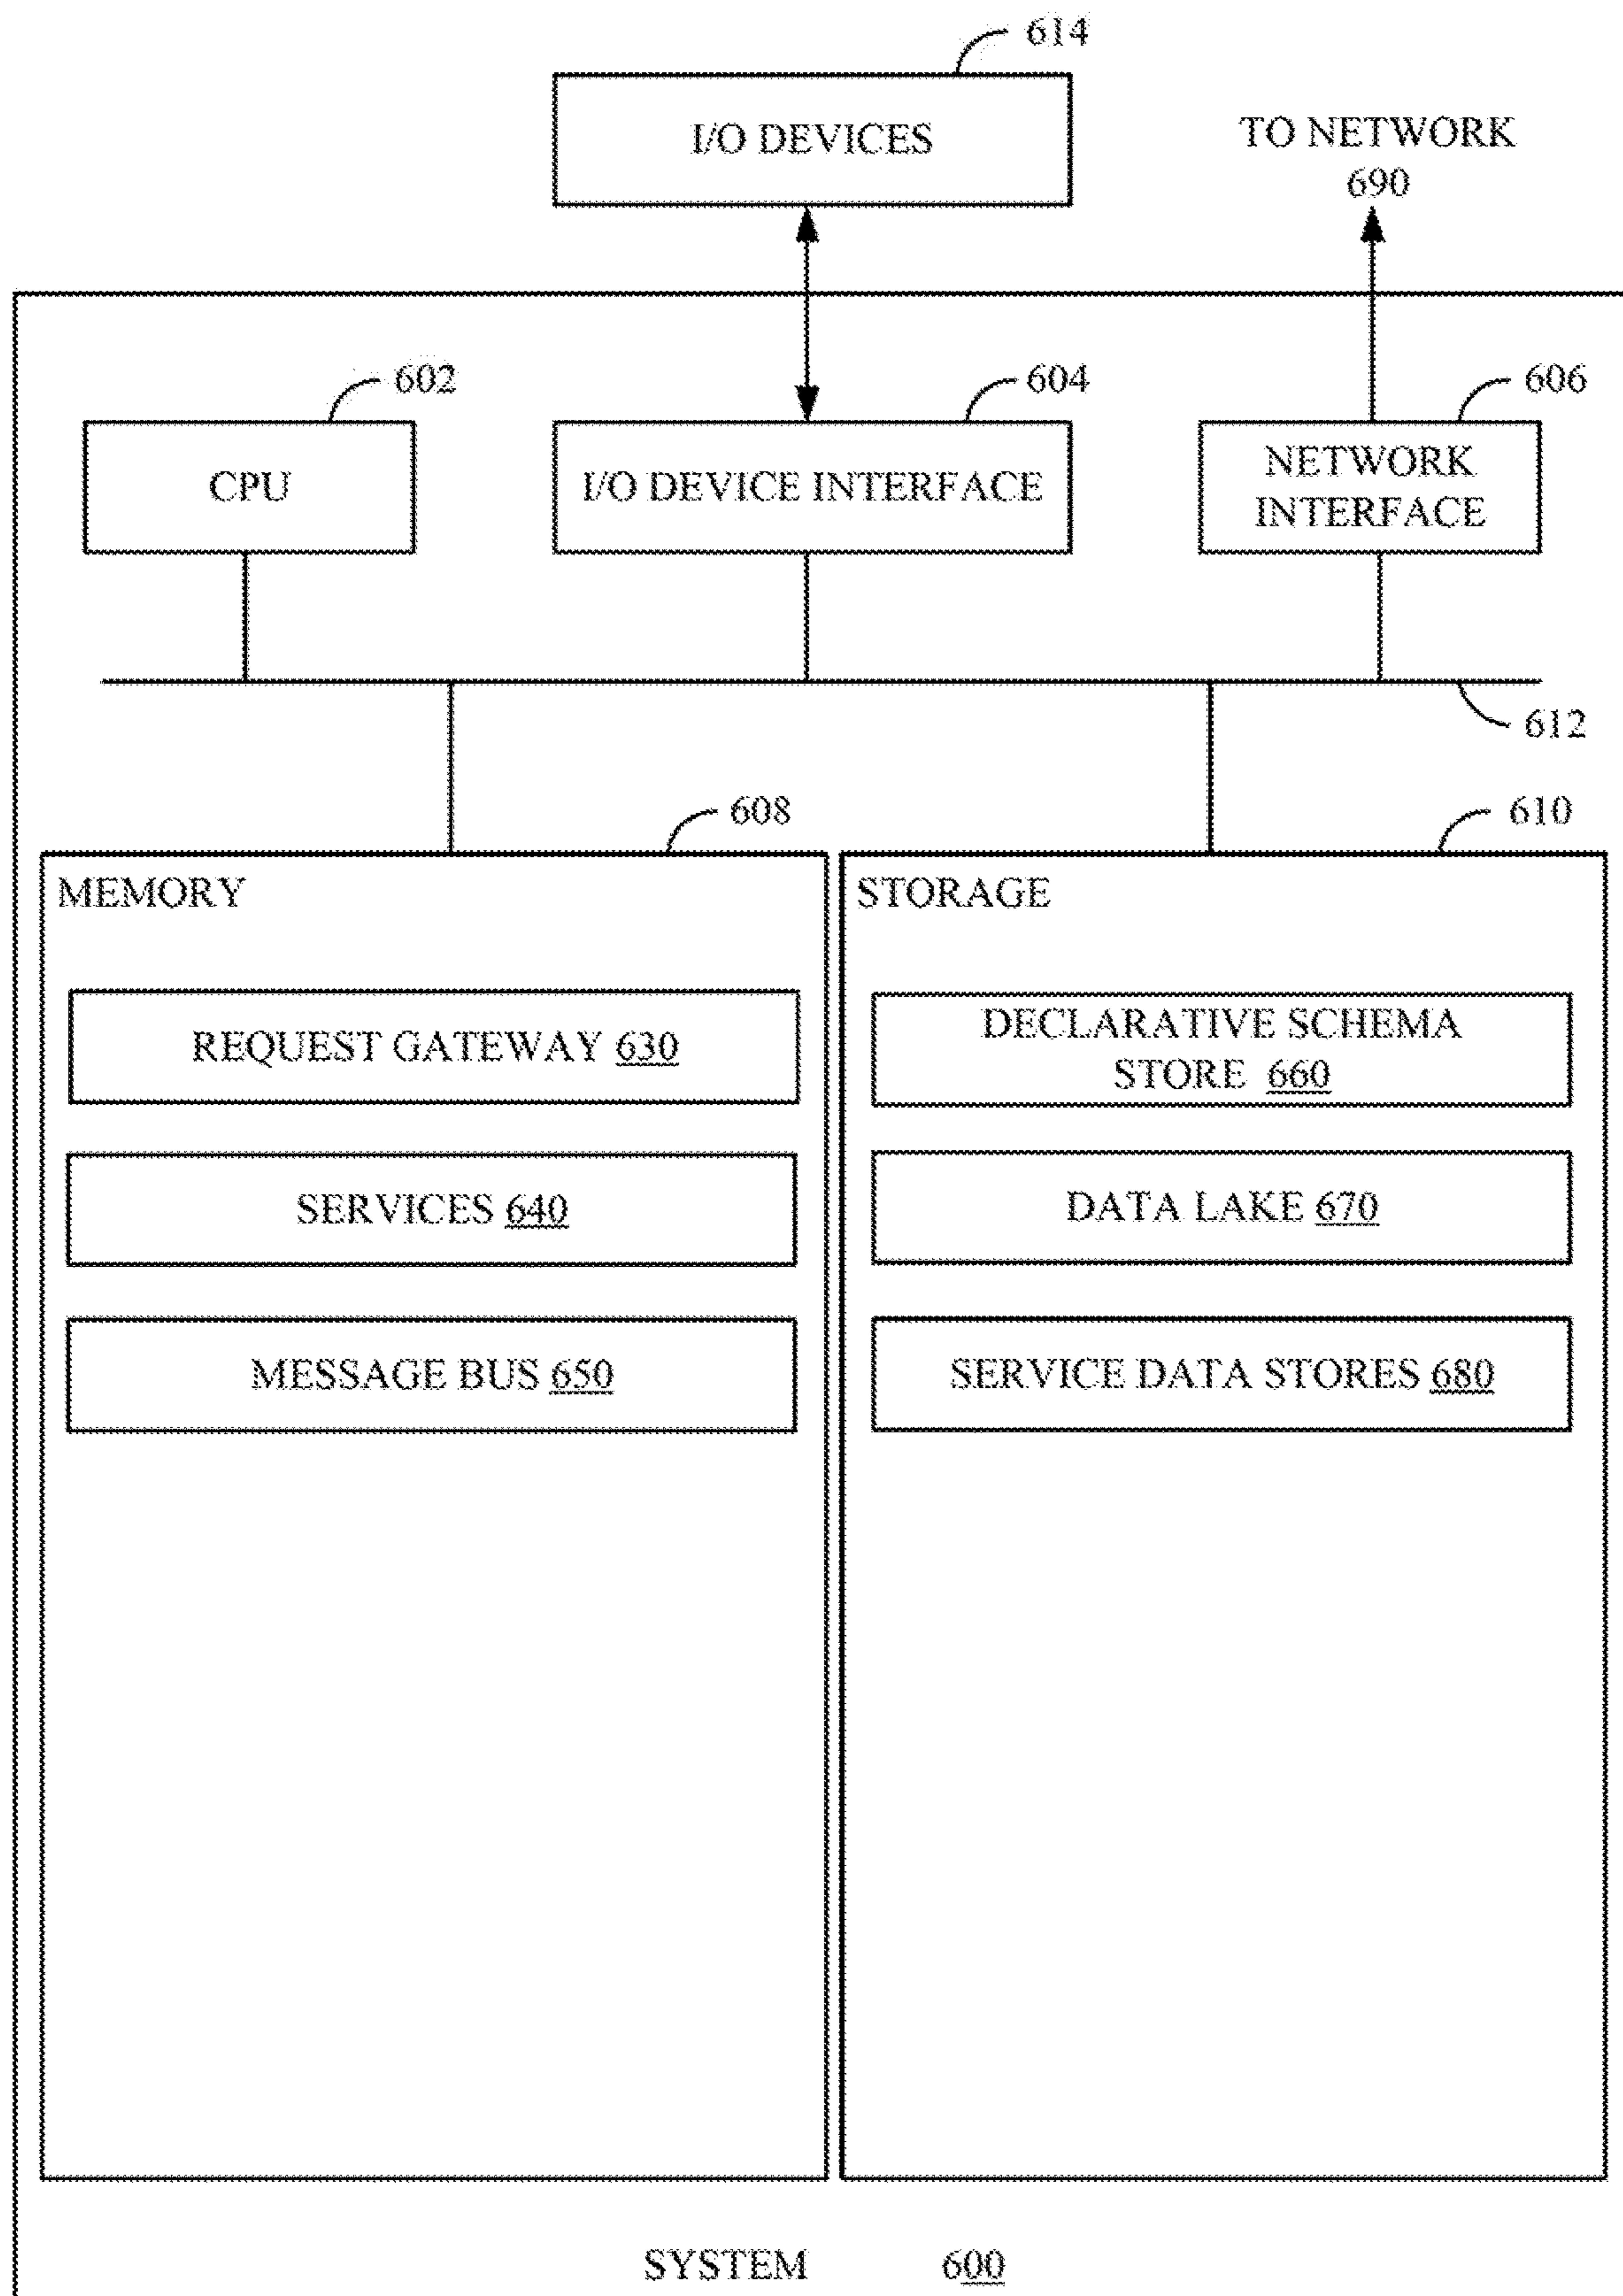 614
I/O DEVICES
TO NETWORK
690
602
604
606
CPU
I/O DEVICE INTERFACE
NETWORK
INTERFACE
612
608
610
MEMORY
STORAGE
REQUEST GATEWAY 630
SERVICES 640
MESSAGE BUS 650
DECLARATIVE SCHEMA
STORE 660
DATA LAKE 670
SERVICE DATA STORES 680
SYSTEM 600